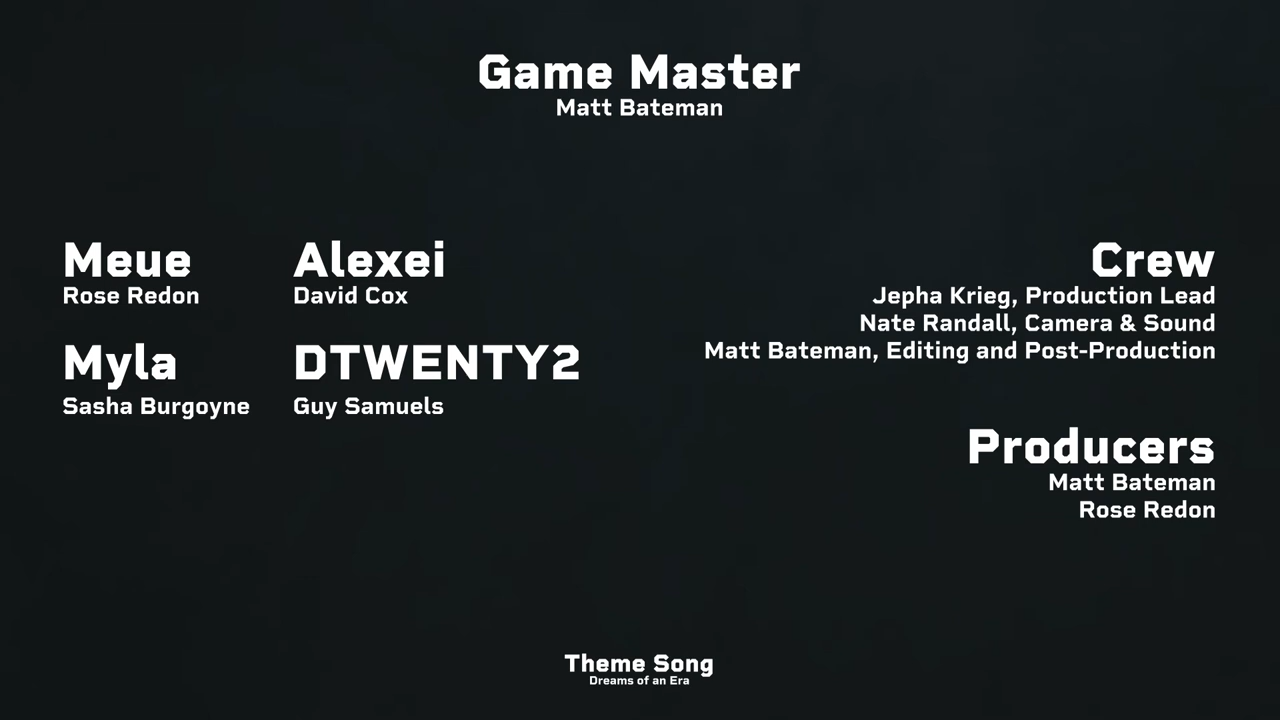 Game Master
Matt Bateman
Meue
Rose Redon
Alexei
David Cox
Myla
Sasha Burgoyne
DTWENTY2
Guy Samuels
Crew
Jepha Krieg, Production Lead
Nate Randall, Camera & Sound
Matt Bateman, Editing and Post-Production
Producers
Matt Bateman
Rose Redon
Theme Song
Dreams of an Era